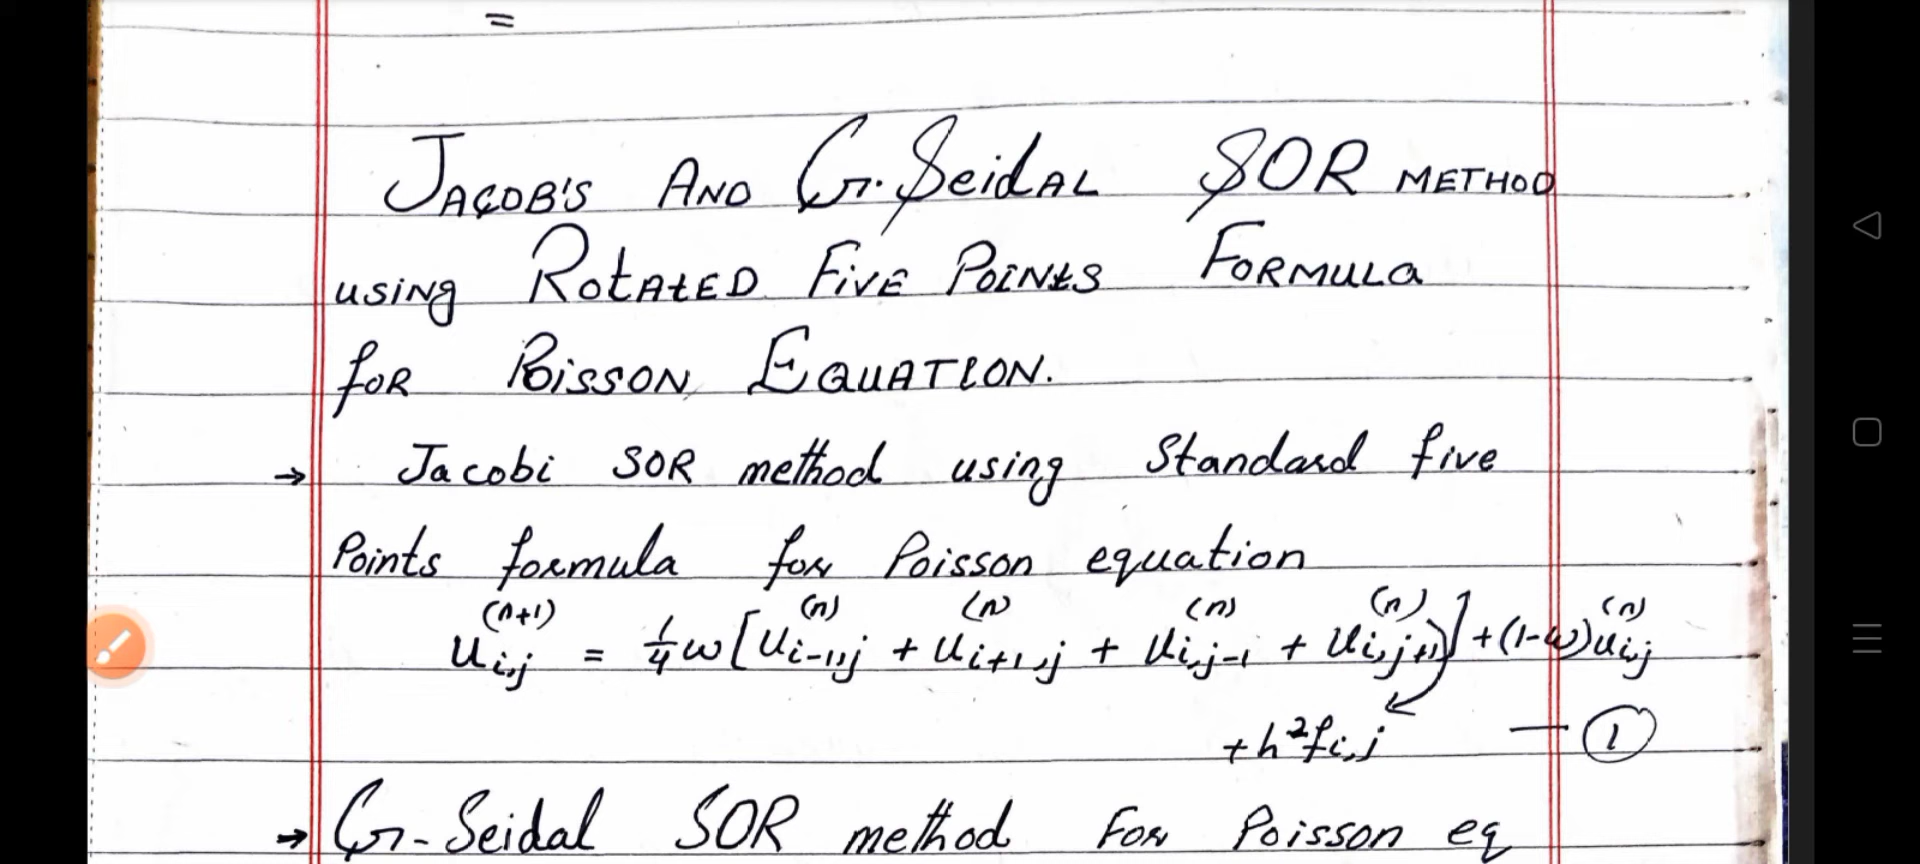 =
JACOB'S AND G.SeidAL SOR METHOD
using RotAtED FivE PoiNtS FORMULa
foR PoissoN EQUATION.
→ Jacobi SOR method using Standard five
Points formula for Poisson equation
u_{i,j}^{(n+1)} = 1/4 ω [u_{i-1,j}^{(n)} + u_{i+1,j}^{(n)} + u_{i,j-1}^{(n)} + u_{i,j+1}^{(n)}] + (1-ω)u_{i,j}^{(n)}
+h²f_{i,j} — ①
→ G-Seidal SOR method For Poisson eq